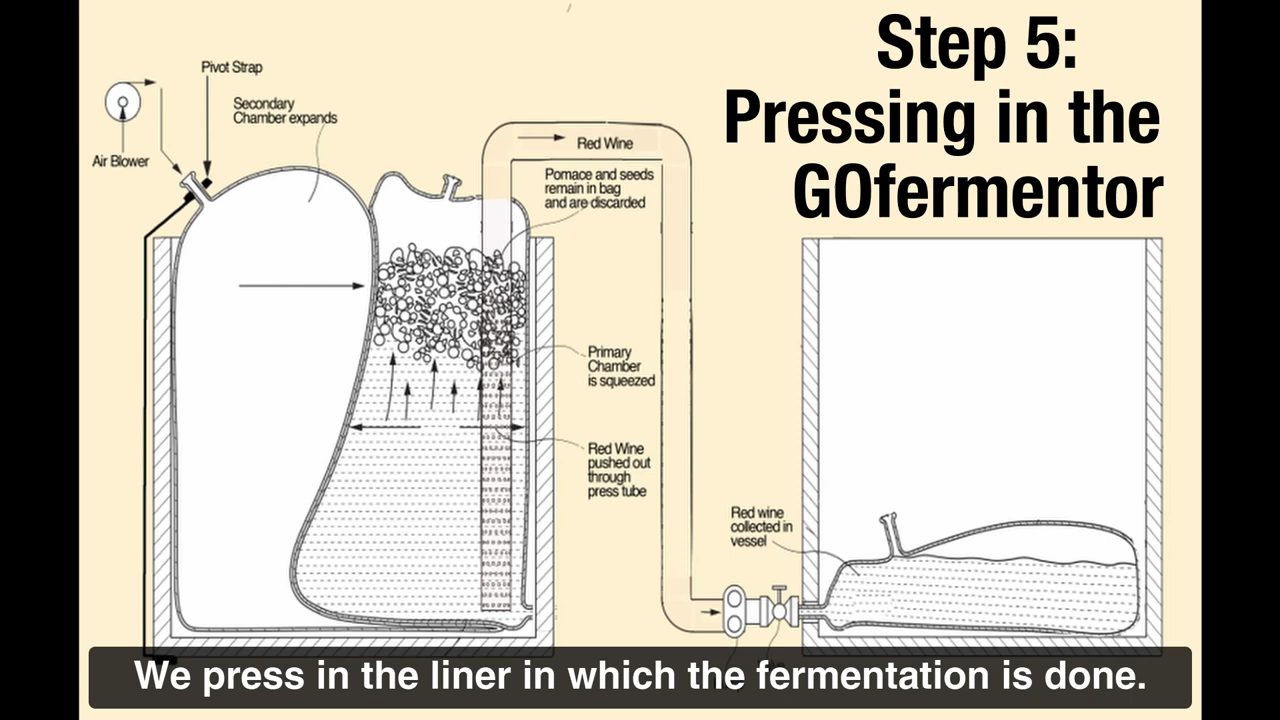 Step 5:
Pressing in the
GOfermentor
Pivot Strap
Secondary
Chamber expands
Air Blower
Red Wine
Pomace and seeds
remain in bag
and are discarded
Primary
Chamber
is squeezed
Red Wine
pushed out
through
press tube
Red wine
collected in
vessel
We press in the liner in which the fermentation is done.